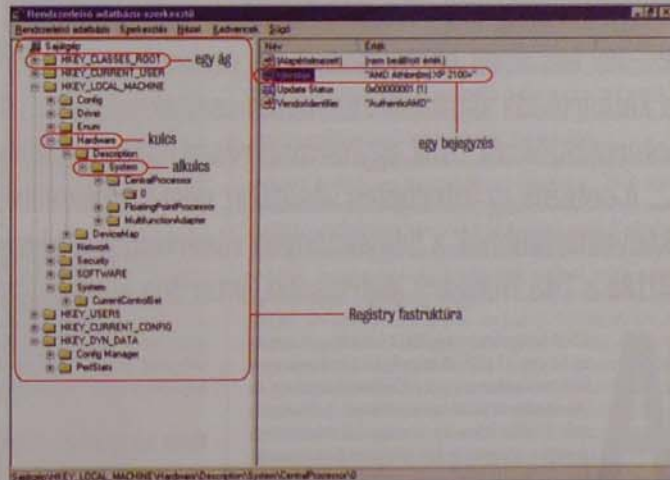 Rendszerleíró adatbázis-szerkesztő
Rendszerleíró adatbázis Szerkesztés Nézet Kedvencek Súgó
Sajátgép
HKEY_CLASSES_ROOT
egy ág
HKEY_CURRENT_USER
HKEY_LOCAL_MACHINE
Config
Driver
Enum
Hardware
kulcs
Description
System
alkulcs
CentralProcessor
0
FloatingPointProcessor
MultifunctionAdapter
DeviceMap
Network
Security
SOFTWARE
System
CurrentControlSet
HKEY_USERS
HKEY_CURRENT_CONFIG
HKEY_DYN_DATA
Config Manager
PerfStats
Név Érték
(Alapértelmezett) (nem beállított érték)
"AMD Athlon(tm) XP 2100+"
Update Status 0x00000001 (1)
VendorIdentifier "AuthenticAMD"
egy bejegyzés
Registry fastruktúra
Sajátgép\HKEY_LOCAL_MACHINE\Hardware\Description\System\CentralProcessor\0